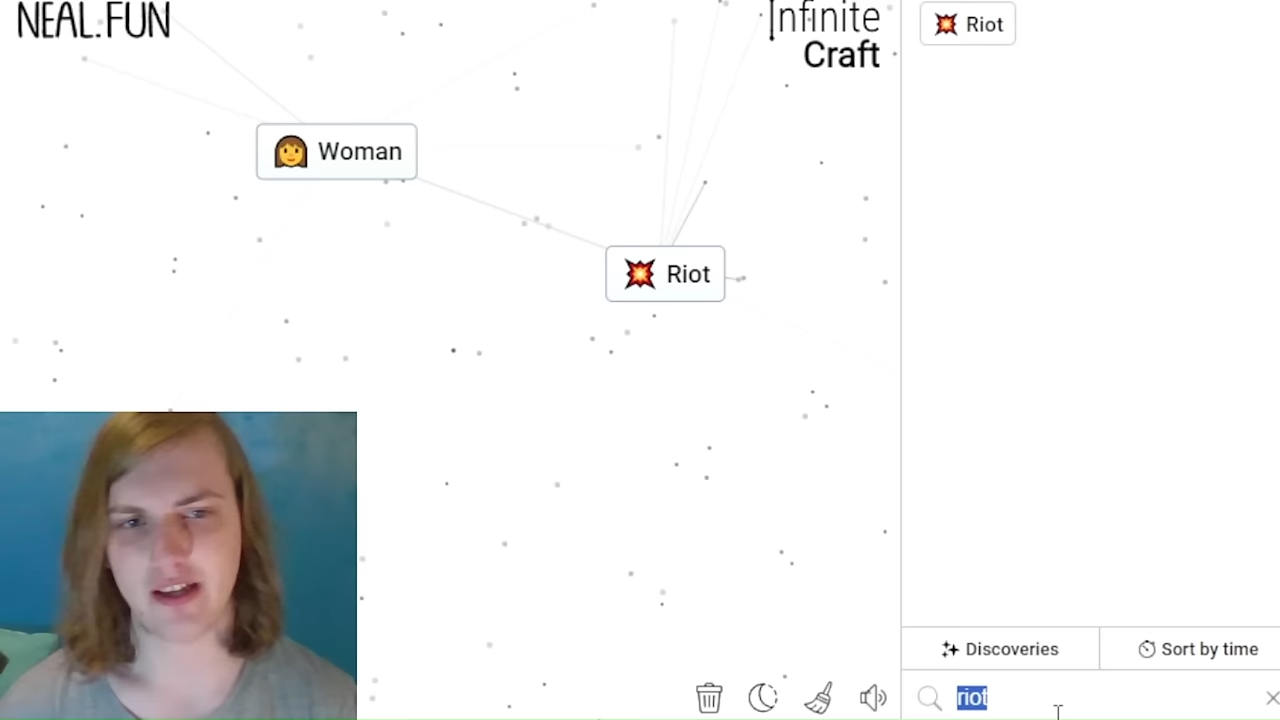 NEAL.FUN
Infinite
Craft
Riot
Woman
Riot
Discoveries
Sort by time
riot